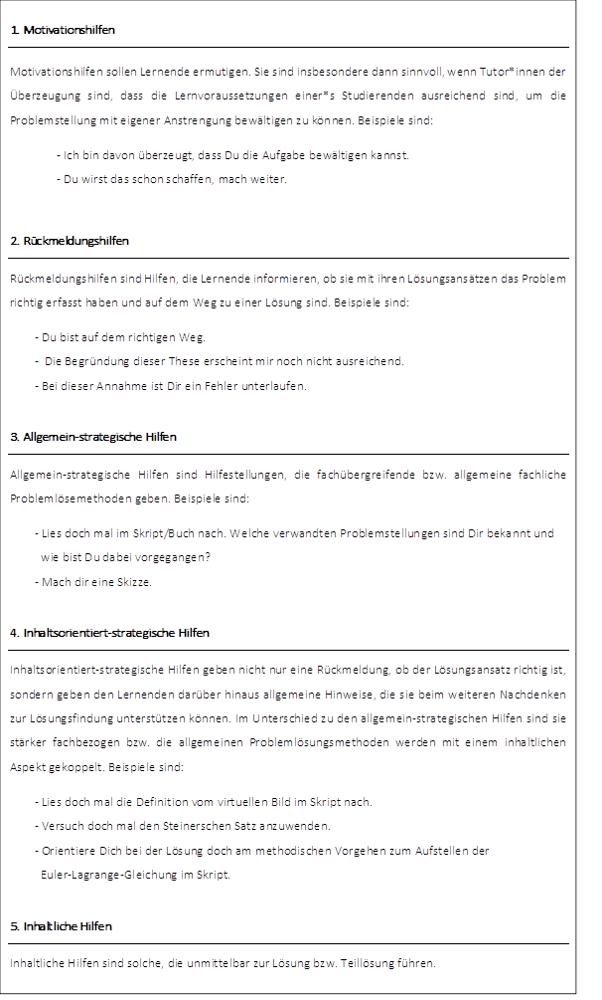 1. Motivationshilfen
Motivationshilfen sollen Lernende ermutigen. Sie sind insbesondere dann sinnvoll, wenn Tutor*innen der
Überzeugung sind, dass die Lernvoraussetzungen einer*s Studierenden ausreichend sind, um die
Problemstellung mit eigener Anstrengung bewältigen zu können. Beispiele sind:
- Ich bin davon überzeugt, dass Du die Aufgabe bewältigen kannst.
- Du wirst das schon schaffen, mach weiter.
2. Rückmeldungshilfen
Rückmeldungshilfen sind Hilfen, die Lernende informieren, ob sie mit ihren Lösungsansätzen das Problem
richtig erfasst haben und auf dem Weg zu einer Lösung sind. Beispiele sind:
- Du bist auf dem richtigen Weg.
- Die Begründung dieser These erscheint mir noch nicht ausreichend.
- Bei dieser Annahme ist Dir ein Fehler unterlaufen.
3. Allgemein-strategische Hilfen
Allgemein-strategische Hilfen sind Hilfestellungen, die fachübergreifende bzw. allgemeine fachliche
Problemlösemethoden geben. Beispiele sind:
- Lies doch mal im Skript/Buch nach. Welche verwandten Problemstellungen sind Dir bekannt und
wie bist Du dabei vorgegangen?
- Mach dir eine Skizze.
4. Inhaltsorientiert-strategische Hilfen
Inhaltsorientiert-strategische Hilfen geben nicht nur eine Rückmeldung, ob der Lösungsansatz richtig ist,
sondern geben den Lernenden darüber hinaus allgemeine Hinweise, die sie beim weiteren Nachdenken
zur Lösungsfindung unterstützen können. Im Unterschied zu den allgemein-strategischen Hilfen sind sie
stärker fachbezogen bzw. die allgemeinen Problemlösungsmethoden werden mit einem inhaltlichen
Aspekt gekoppelt. Beispiele sind:
- Lies doch mal die Definition vom virtuellen Bild im Skript nach.
- Versuch doch mal den Steinerschen Satz anzuwenden.
- Orientiere Dich bei der Lösung doch am methodischen Vorgehen zum Aufstellen der
Euler-Lagrange-Gleichung im Skript.
5. Inhaltliche Hilfen
Inhaltliche Hilfen sind solche, die unmittelbar zur Lösung bzw. Teillösung führen.